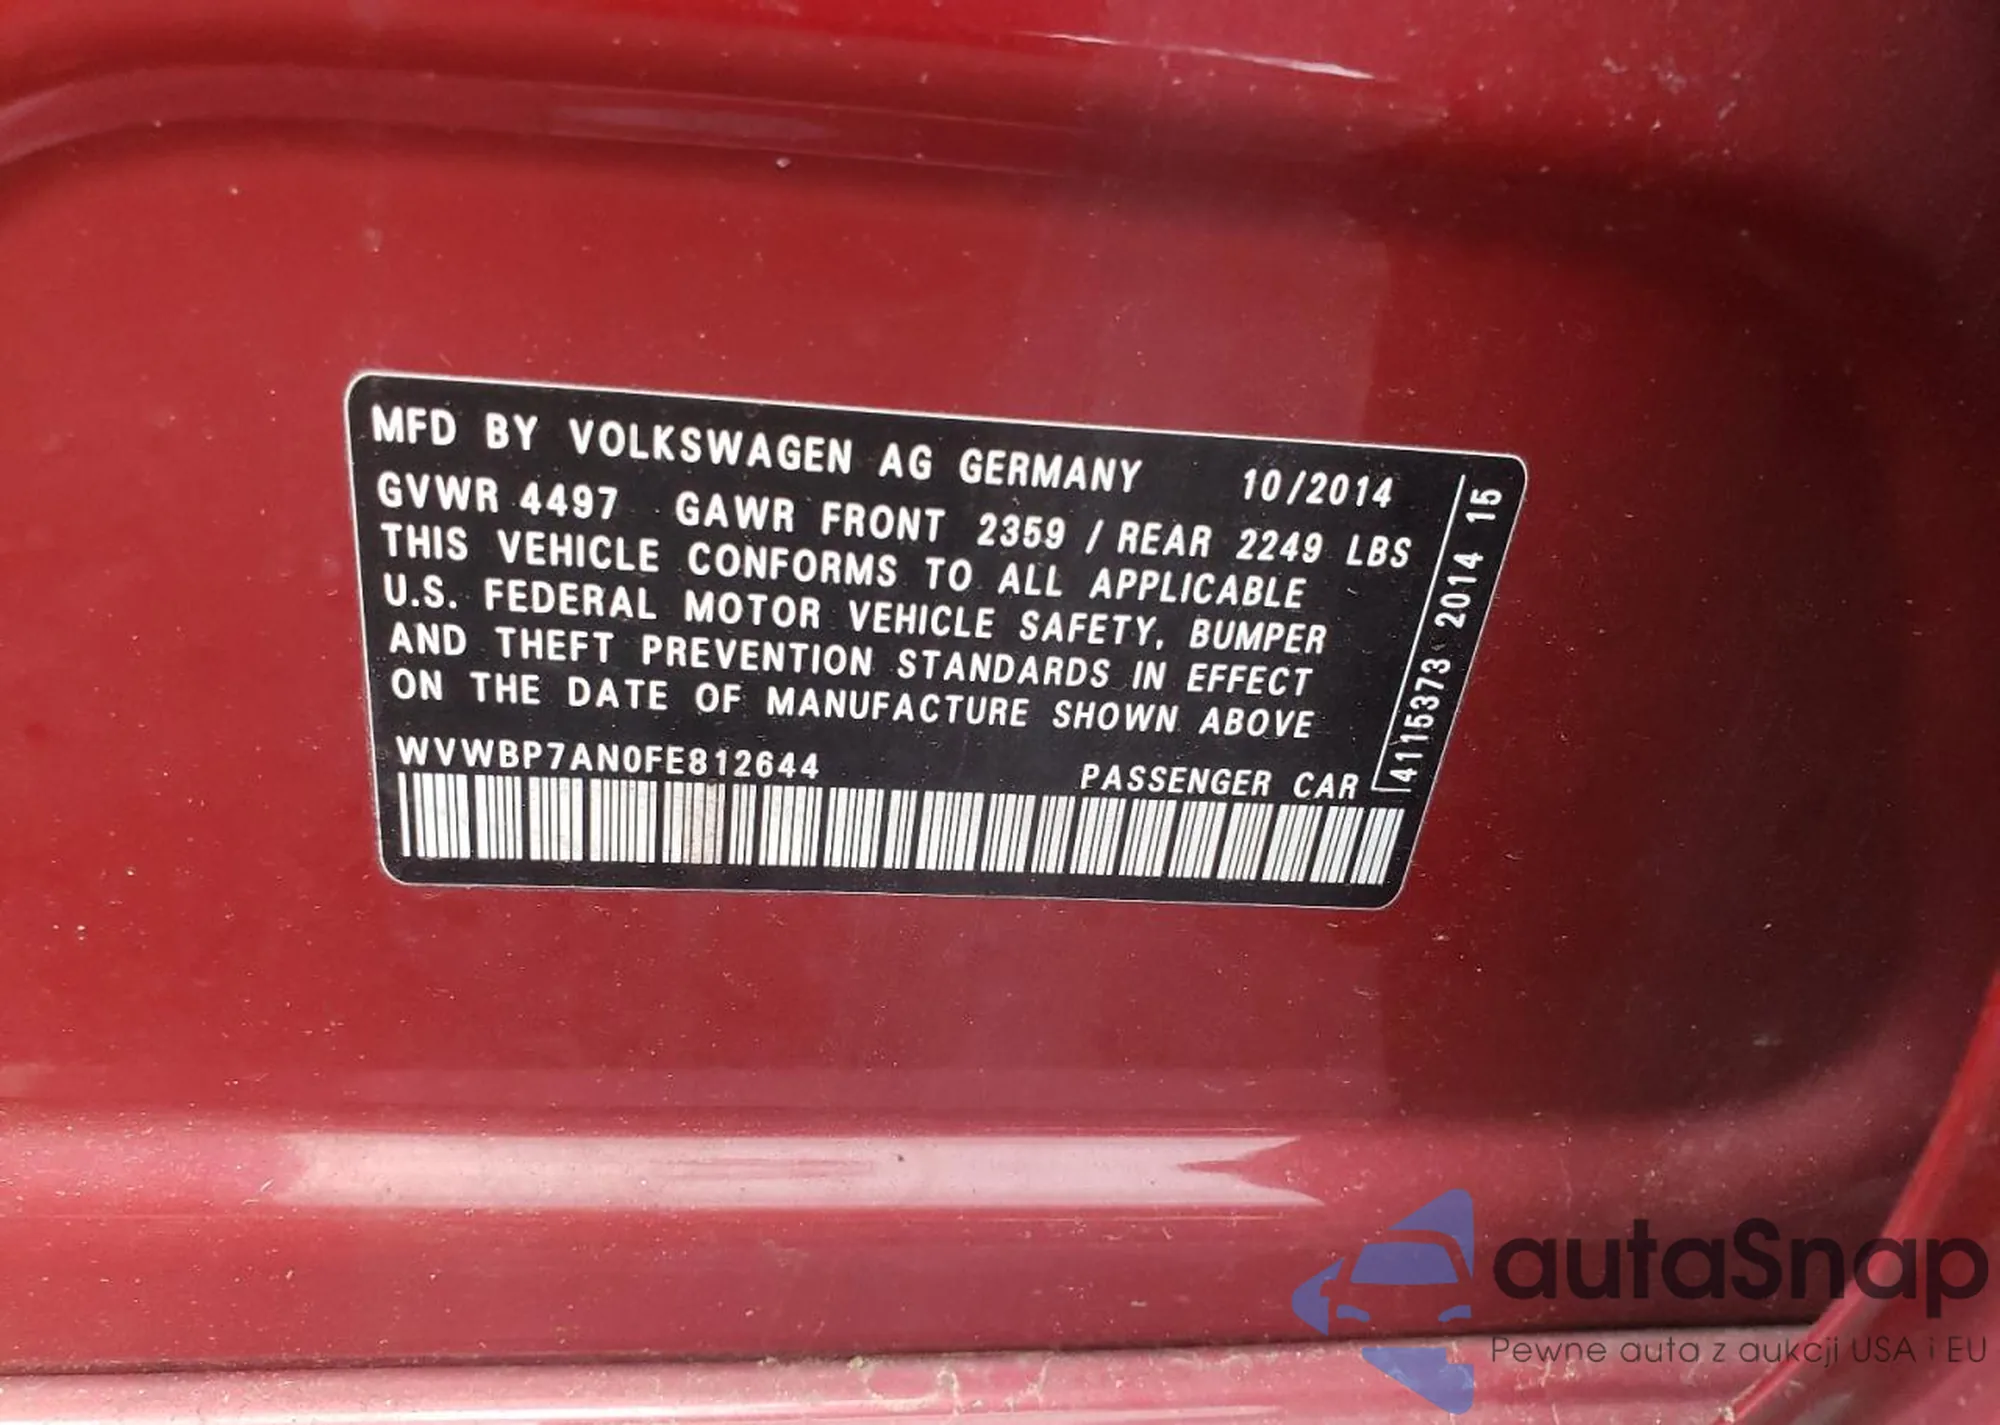 MFD BY VOLKSWAGEN AG GERMANY 10/2014
GVWR 4497 GAWR FRONT 2359 / REAR 2249 LBS
THIS VEHICLE CONFORMS TO ALL APPLICABLE
U.S. FEDERAL MOTOR VEHICLE SAFETY, BUMPER
AND THEFT PREVENTION STANDARDS IN EFFECT
ON THE DATE OF MANUFACTURE SHOWN ABOVE
WVWBP7AN0FE812644 PASSENGER CAR
4115373 2014 15
autaSnap
Pewne auta z aukcji USA i EU